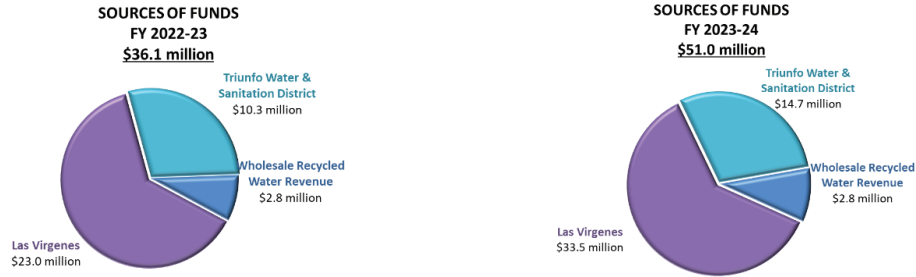 SOURCES OF FUNDS
FY 2022-23
$36.1 million
Triunfo Water &
Sanitation District
$10.3 million
Wholesale Recycled
Water Revenue
$2.8 million
Las Virgenes
$23.0 million
SOURCES OF FUNDS
FY 2023-24
$51.0 million
Triunfo Water &
Sanitation District
$14.7 million
Wholesale Recycled
Water Revenue
$2.8 million
Las Virgenes
$33.5 million